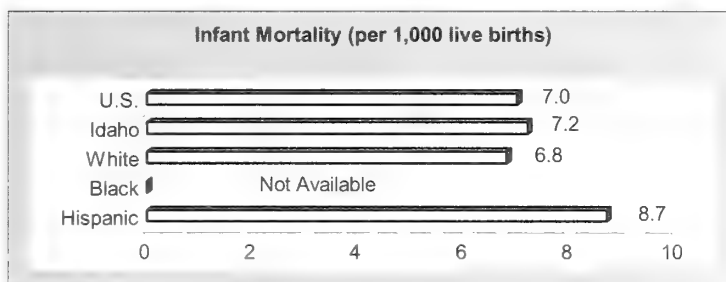 Infant Mortality (per 1,000 live births)
U.S. 7.0
Idaho 7.2
White 6.8
Black Not Available
Hispanic 8.7
0 2 4 6 8 10